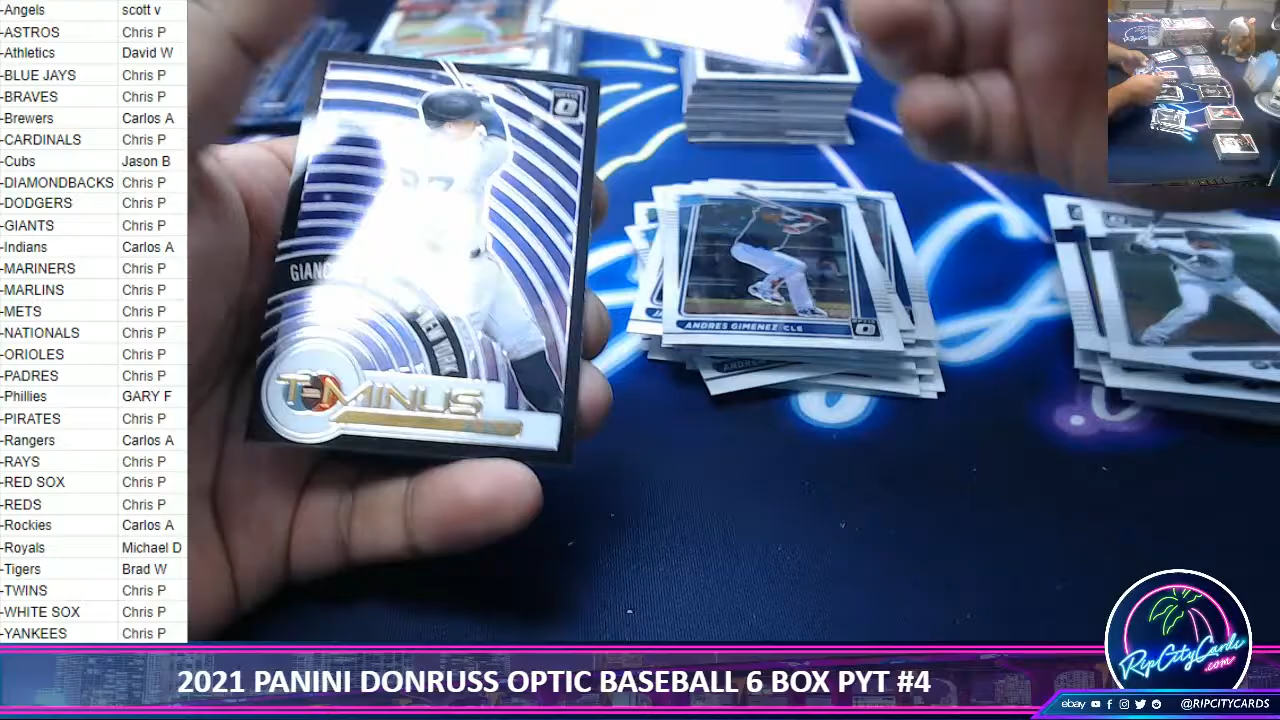 -Angels scott v
-ASTROS Chris P
-Athletics David W
-BLUE JAYS Chris P
-BRAVES Chris P
-Brewers Carlos A
-CARDINALS Chris P
-Cubs Jason B
-DIAMONDBACKS Chris P
-DODGERS Chris P
-GIANTS Chris P
-Indians Carlos A
-MARINERS Chris P
-MARLINS Chris P
-METS Chris P
-NATIONALS Chris P
-ORIOLES Chris P
-PADRES Chris P
-Phillies GARY F
-PIRATES Chris P
-Rangers Carlos A
-RAYS Chris P
-RED SOX Chris P
-REDS Chris P
-Rockies Carlos A
-Royals Michael D
-Tigers Brad W
-TWINS Chris P
-WHITE SOX Chris P
-YANKEES Chris P
ANDRES GIMENEZ-CLE
T-MINUS
2021 PANINI DONRUSS OPTIC BASEBALL 6 BOX PYT #4
RipCityCards
.com
ebay @RIPCITYCARDS